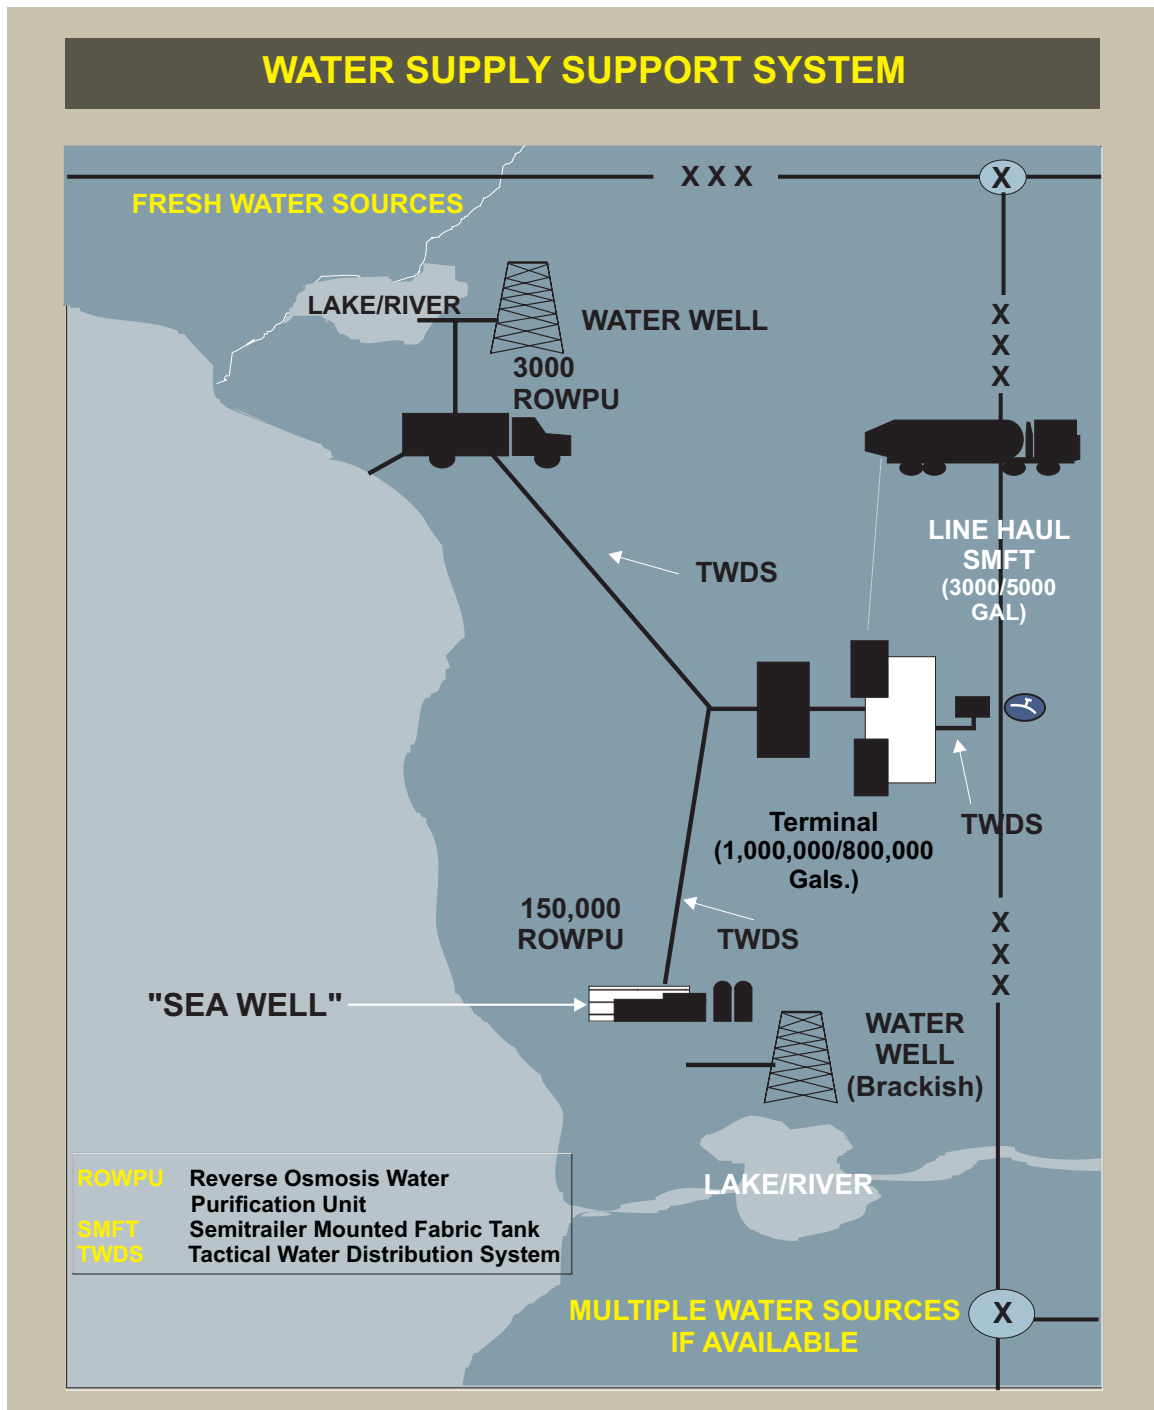 WATER SUPPLY SUPPORT SYSTEM
X X X
X
FRESH WATER SOURCES
LAKE/RIVER
WATER WELL
X
X
X
3000
ROWPU
LINE HAUL
SMFT
(3000/5000
GAL)
TWDS
Terminal
(1,000,000/800,000
Gals.)
TWDS
150,000
ROWPU
TWDS
X
X
X
"SEA WELL"
WATER
WELL
(Brackish)
LAKE/RIVER
ROWPU Reverse Osmosis Water
Purification Unit
SMFT Semitrailer Mounted Fabric Tank
TWDS Tactical Water Distribution System
MULTIPLE WATER SOURCES
IF AVAILABLE
X